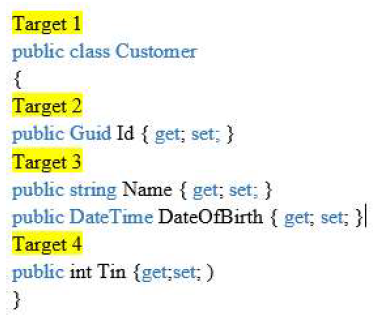 Target 1
public class Customer
{
Target 2
public Guid Id { get; set; }
Target 3
public string Name { get; set; }
public DateTime DateOfBirth { get; set; }
Target 4
public int Tin {get;set; )
}